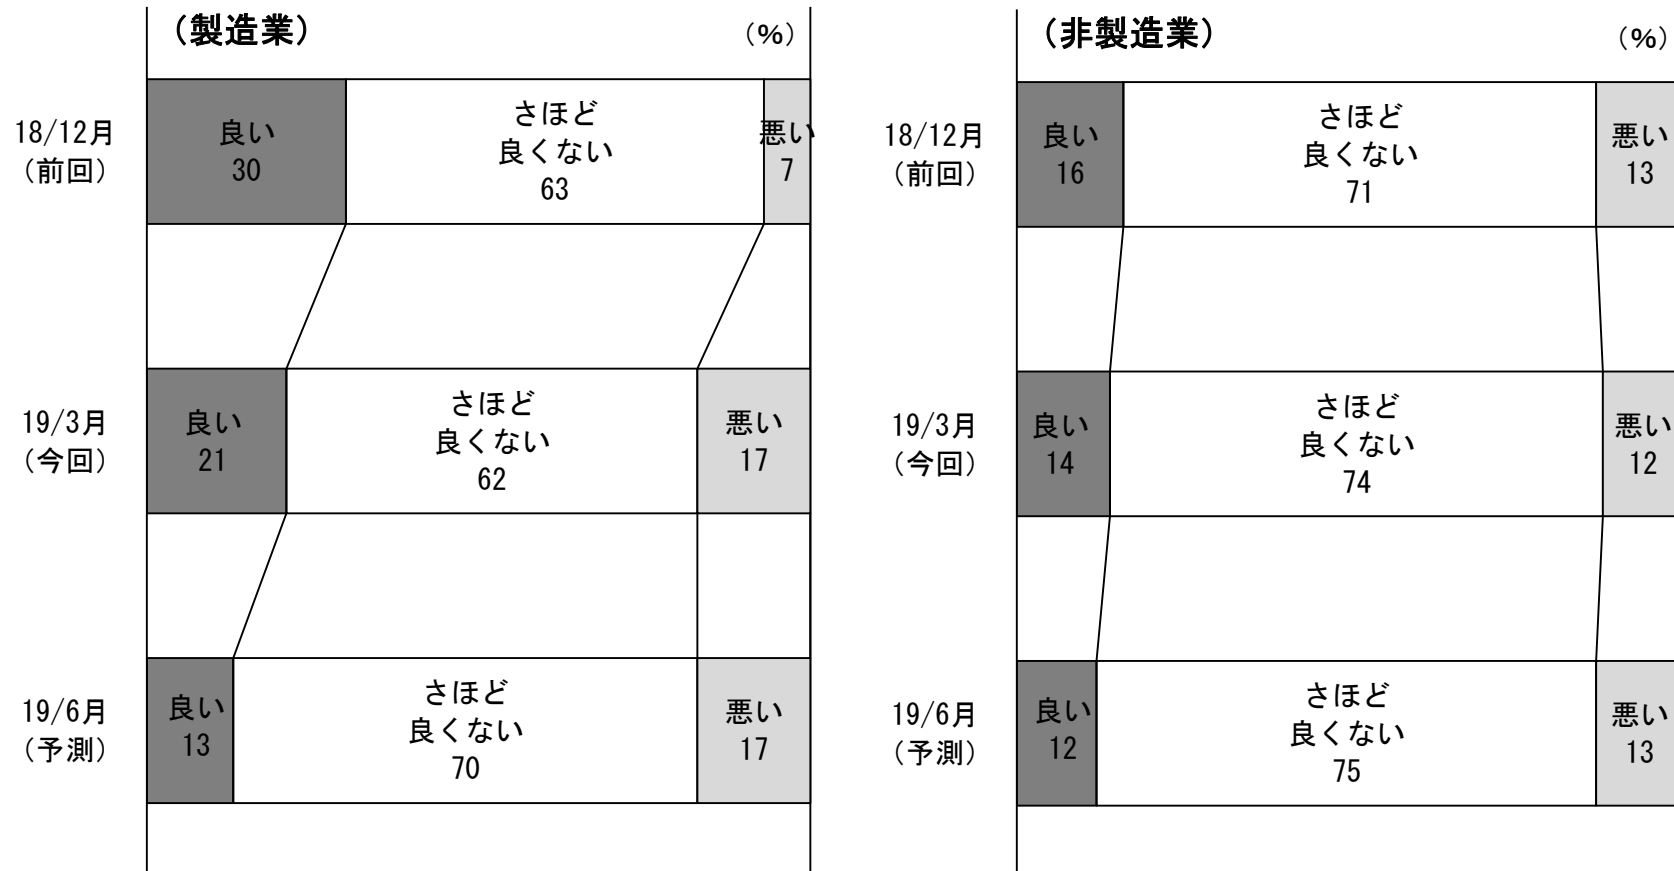 （製造業）
（%）
18/12月
（前回）
良い
30
さほど
良くない
63
悪い
7
19/3月
（今回）
良い
21
さほど
良くない
62
悪い
17
19/6月
（予測）
良い
13
さほど
良くない
70
悪い
17
（非製造業）
（%）
18/12月
（前回）
良い
16
さほど
良くない
71
悪い
13
19/3月
（今回）
良い
14
さほど
良くない
74
悪い
12
19/6月
（予測）
良い
12
さほど
良くない
75
悪い
13